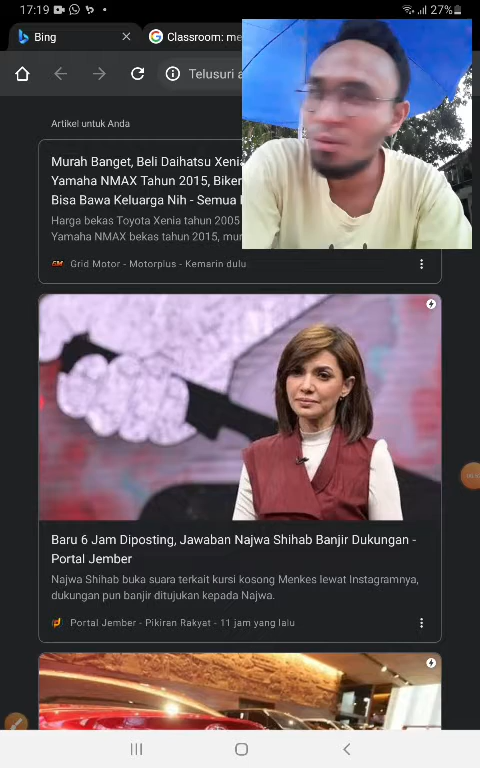 17:19
27%
Bing
Classroom: me
Telusuri a
Artikel untuk Anda
Murah Banget, Beli Daihatsu Xenia
Yamaha NMAX Tahun 2015, Biker
Bisa Bawa Keluarga Nih - Semua
Harga bekas Toyota Xenia tahun 2005
Yamaha NMAX bekas tahun 2015, mur
Grid Motor - Motorplus - Kemarin dulu
Baru 6 Jam Diposting, Jawaban Najwa Shihab Banjir Dukungan -
Portal Jember
Najwa Shihab buka suara terkait kursi kosong Menkes lewat Instagramnya,
dukungan pun banjir ditujukan kepada Najwa.
Portal Jember - Pikiran Rakyat - 11 jam yang lalu